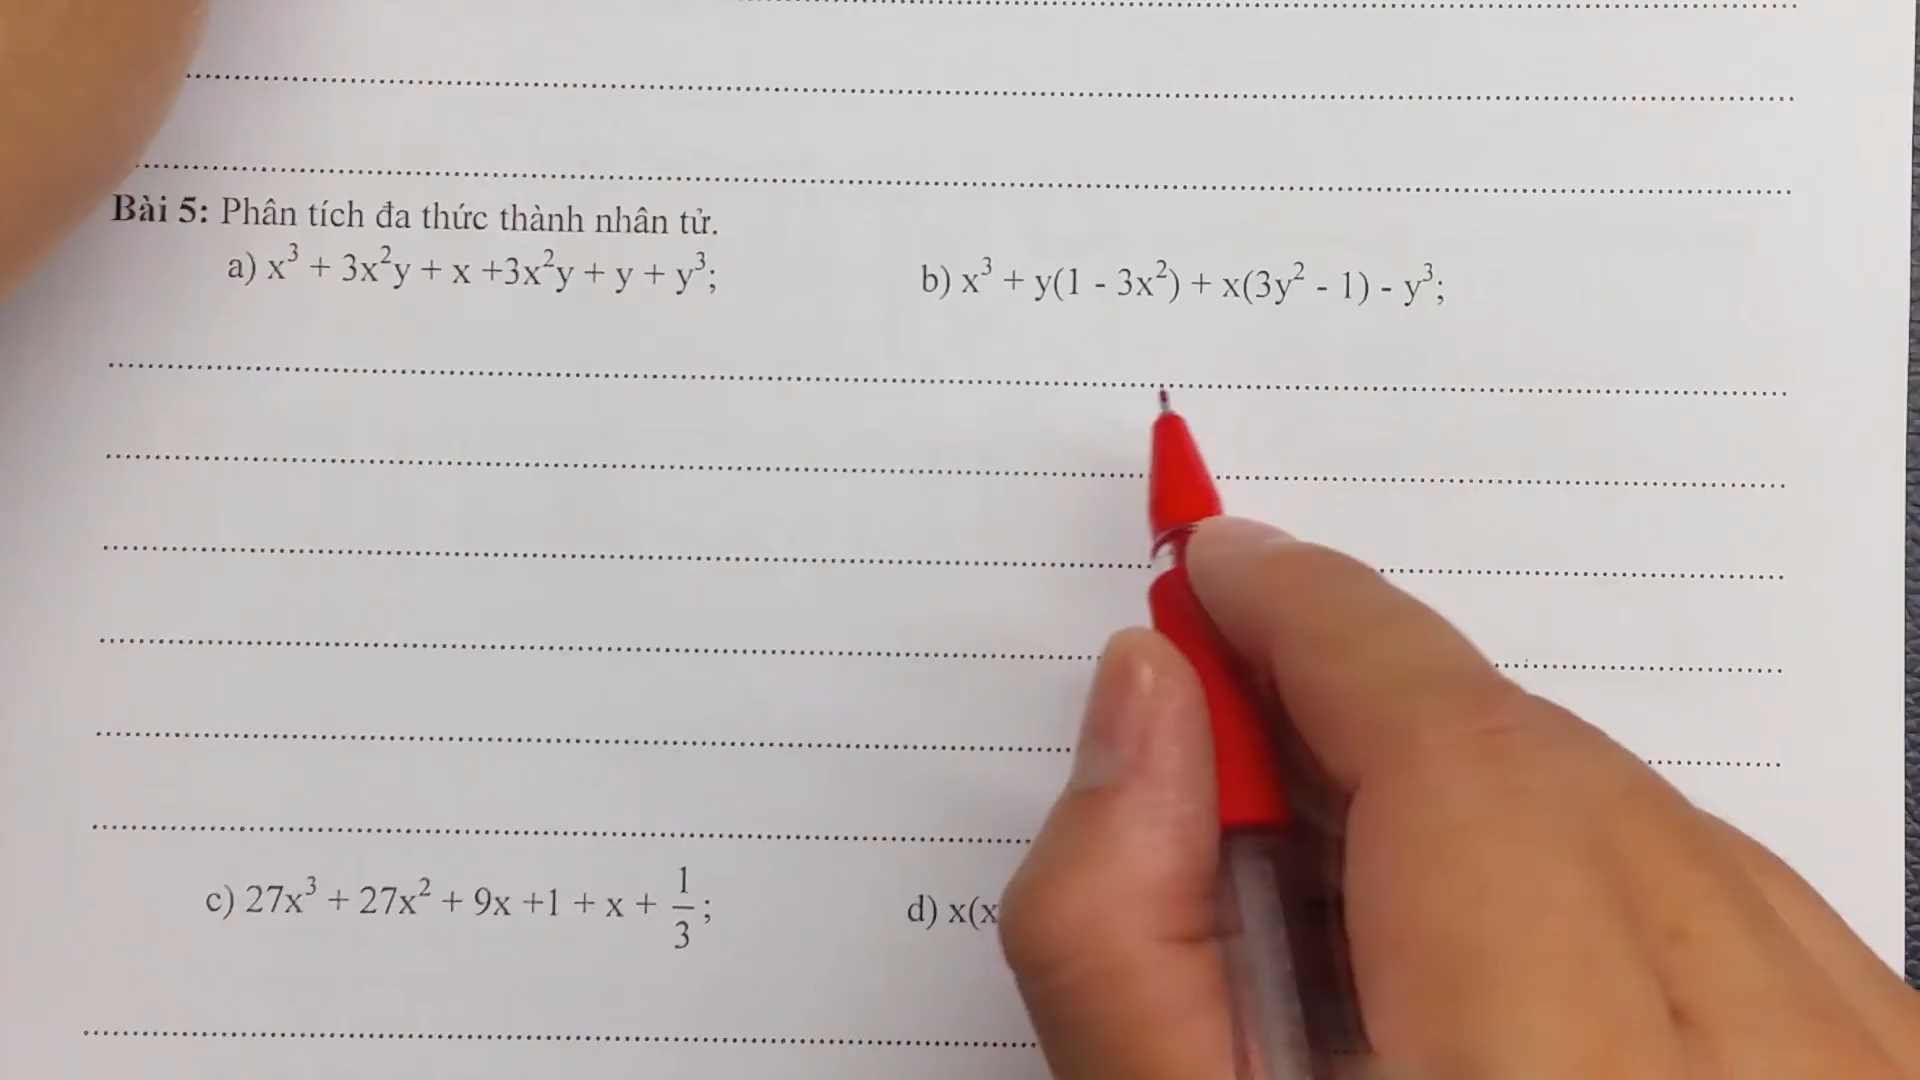 Bài 5: Phân tích đa thức thành nhân tử.
a) x³ + 3x²y + x +3x²y + y + y³; b) x³ + y(1 - 3x²) + x(3y² - 1) - y³;
c) 27x³ + 27x² + 9x +1 + x + 1/3; d) x(x